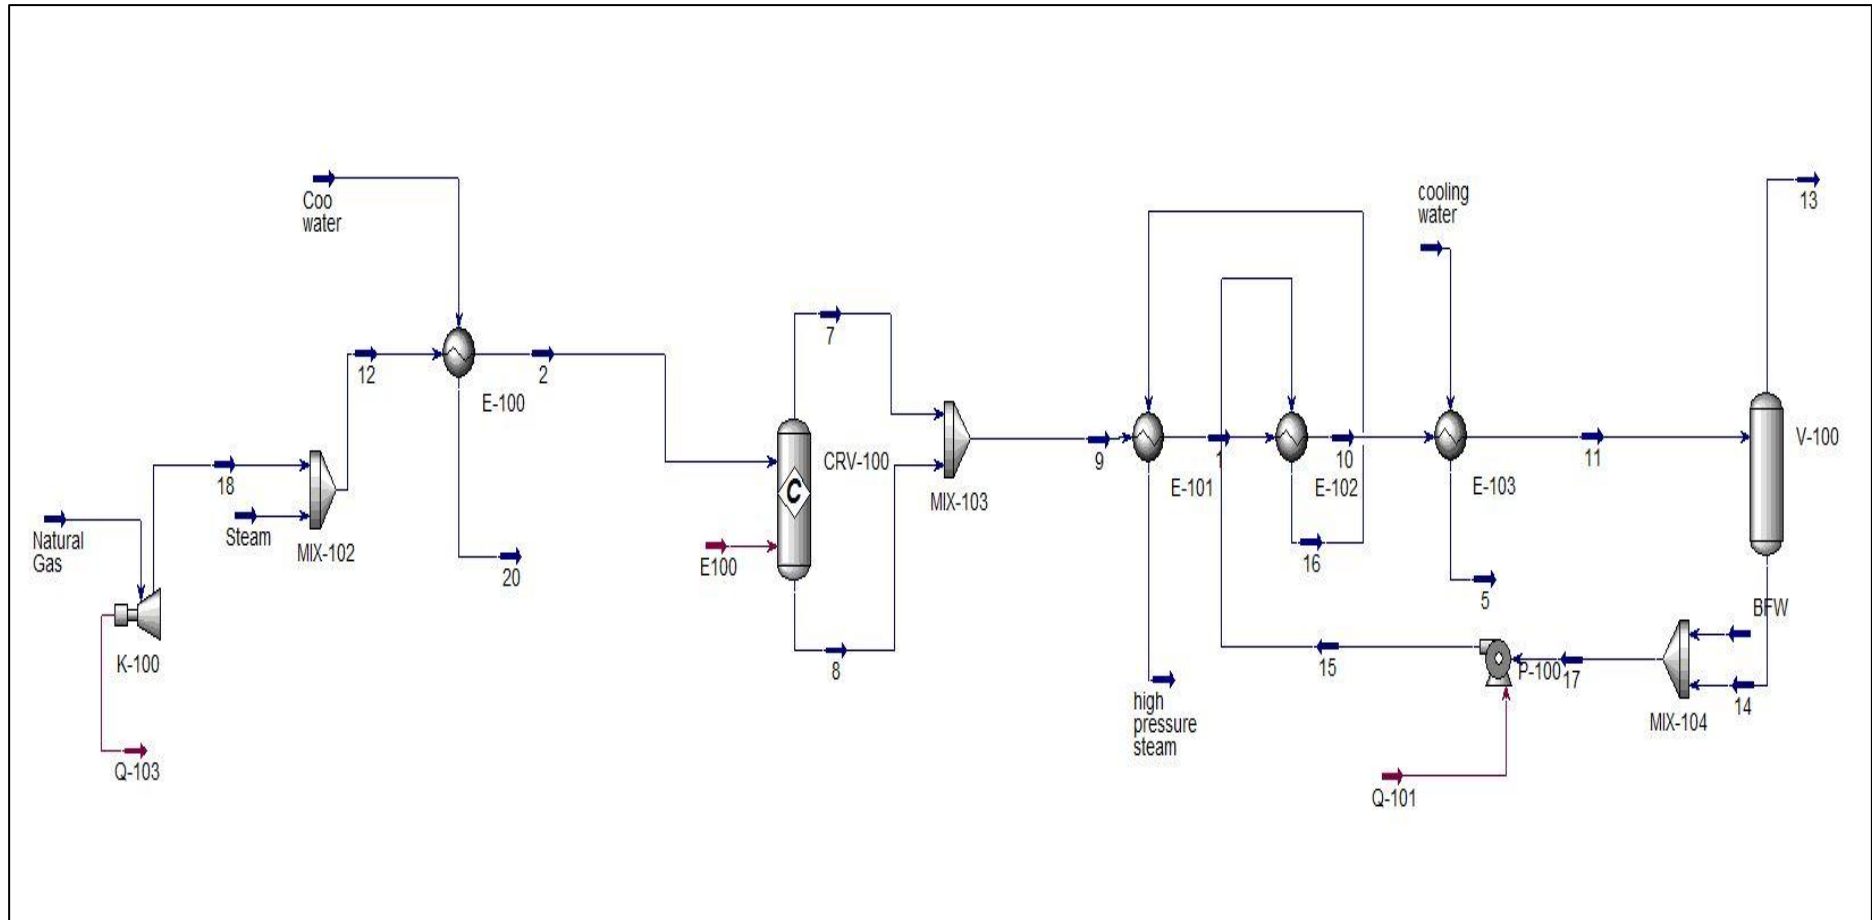 Coo
water
cooling
water
13
7
12
2
E-100
V-100
18
CRV-100
9
1
10
11
E-101
E-102
E-103
MIX-103
Natural
Gas
Steam
MIX-102
E100
20
16
5
BFW
K-100
8
15
P-100
17
14
MIX-104
high
pressure
steam
Q-103
Q-101
C